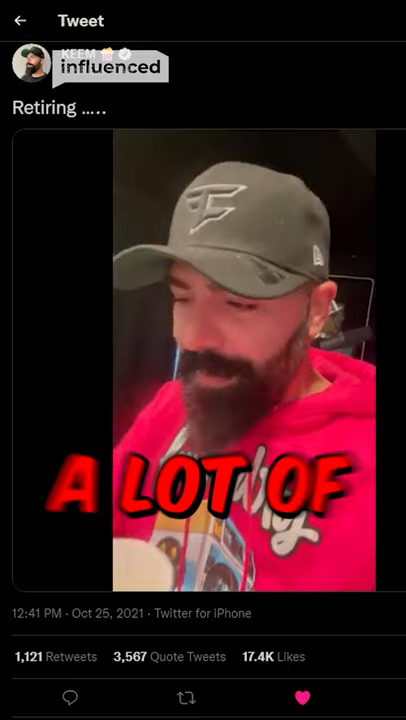 Tweet
KEEM
influenced
Retiring .....
A LOT OF
12:41 PM · Oct 25, 2021 · Twitter for iPhone
1,121 Retweets 3,567 Quote Tweets 17.4K Likes